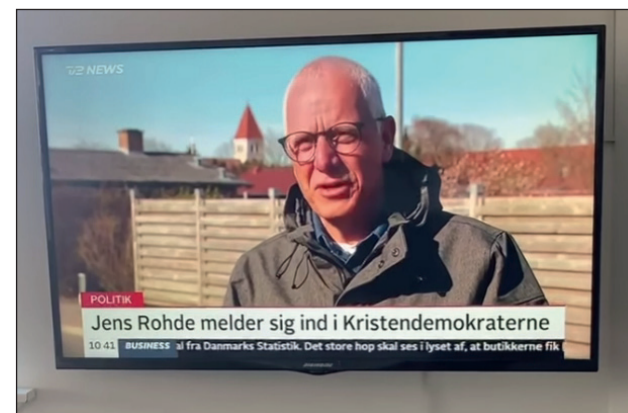 2 NEWS
POLITIK
Jens Rohde melder sig ind i Kristendemokraterne
10 41 BUSINESS al fra Danmarks Statistik. Det store hop skal ses i lyset af, at butikkerne fik